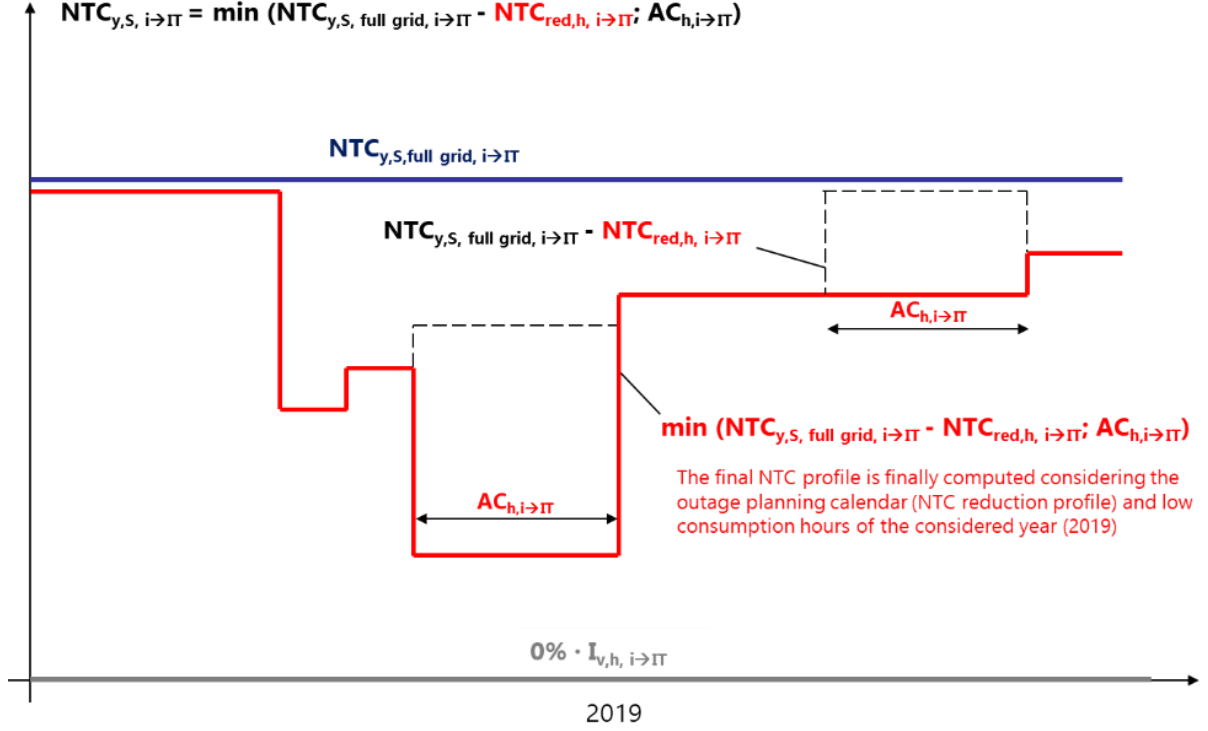 NTCy,S, i→IT = min (NTCy,S, full grid, i→IT - NTCred,h, i→IT; ACh,i→IT)
NTCy,S,full grid, i→IT
NTCy,S, full grid, i→IT - NTCred,h, i→IT
ACh,i→IT
min (NTCy,S, full grid, i→IT - NTCred,h, i→IT; ACh,i→IT)
The final NTC profile is finally computed considering the
outage planning calendar (NTC reduction profile) and low
consumption hours of the considered year (2019)
ACh,i→IT
0% · Iv,h, i→IT
2019